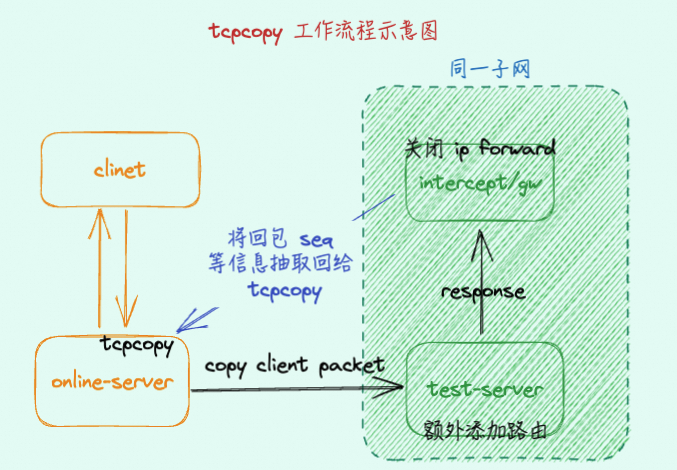 tcpcopy 工作流程示意图
同一子网
关闭 ip forward
clinet
intercept/gw
将回包 seq
等信息抽取回给
tcpcopy
response
tcpcopy
copy client packet
online-server
test-server
额外添加路由